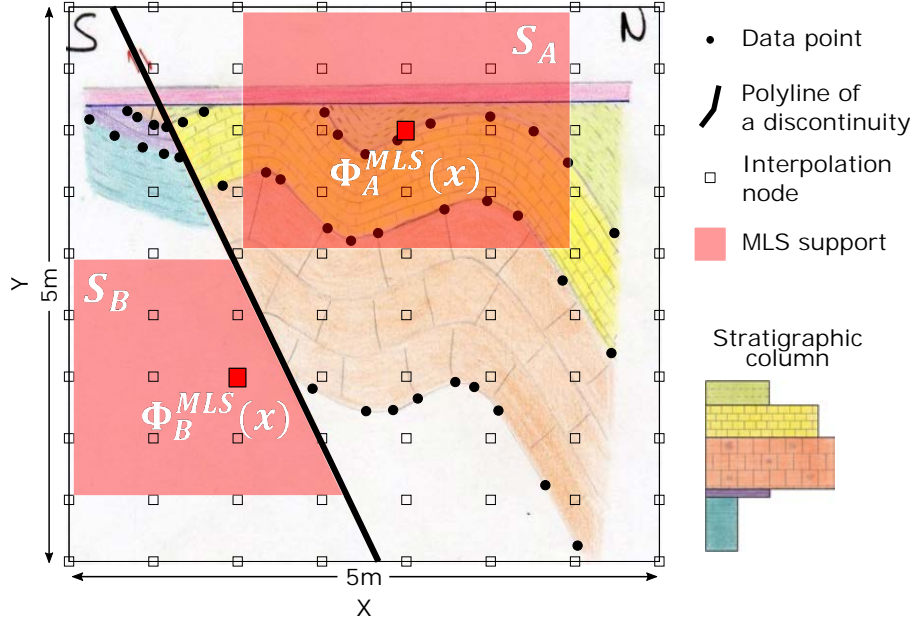 S
N
S_A
Φ_A^{MLS}(x)
S_B
Φ_B^{MLS}(x)
Y
5m
5m
X
Data point
Polyline of
a discontinuity
Interpolation
node
MLS support
Stratigraphic
column